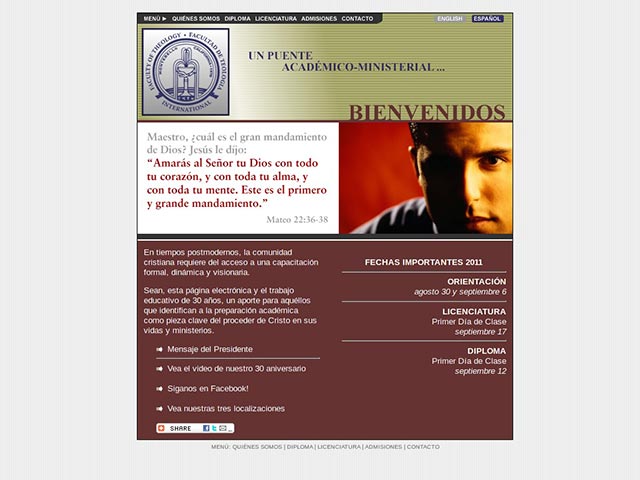 MENÚ ▶ QUIÉNES SOMOS DIPLOMA LICENCIATURA ADMISIONES CONTACTO
ENGLISH ESPAÑOL
FACULTY OF THEOLOGY • FACULTAD DE TEOLOGIA
INTERNATIONAL
UN PUENTE
ACADÉMICO-MINISTERIAL ...
BIENVENIDOS
Maestro, ¿cuál es el gran mandamiento
de Dios? Jesús le dijo:
“Amarás al Señor tu Dios con todo
tu corazón, y con toda tu alma, y
con toda tu mente. Este es el primero
y grande mandamiento.”
Mateo 22:36-38
En tiempos postmodernos, la comunidad
cristiana requiere del acceso a una capacitación
formal, dinámica y visionaria.
Sean, esta página electrónica y el trabajo
educativo de 30 años, un aporte para aquéllos
que identifican a la preparación académica
como pieza clave del proceder de Cristo en sus
vidas y ministerios.
Mensaje del Presidente
Vea el video de nuestro 30 aniversario
Siganos en Facebook!
Vea nuestras tres localizaciones
SHARE
FECHAS IMPORTANTES 2011
ORIENTACIÓN
agosto 30 y septiembre 6
LICENCIATURA
Primer Día de Clase
septiembre 17
DIPLOMA
Primer Día de Clase
septiembre 12
MENÚ: QUIÉNES SOMOS | DIPLOMA | LICENCIATURA | ADMISIONES | CONTACTO